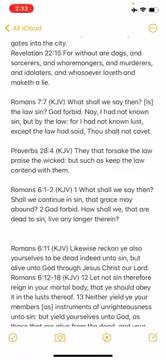 2:33
All iCloud
gates into the city.
Revelation 22:15 For without are dogs, and
sorcerers, and whoremongers, and murderers,
and idolaters, and whosoever loveth and
maketh a lie.
Romans 7:7 (KJV) What shall we say then? [Is]
the law sin? God forbid. Nay, I had not known
sin, but by the law: for I had not known lust,
except the law had said, Thou shalt not covet.
Proverbs 28:4 (KJV) They that forsake the law
praise the wicked: but such as keep the law
contend with them.
Romans 6:1-2 (KJV) 1 What shall we say then?
Shall we continue in sin, that grace may
abound? 2 God forbid. How shall we, that are
dead to sin, live any longer therein?
Romans 6:11 (KJV) Likewise reckon ye also
yourselves to be dead indeed unto sin, but
alive unto God through Jesus Christ our Lord.
Romans 6:12-18 (KJV) 12 Let not sin therefore
reign in your mortal body, that ye should obey
it in the lusts thereof. 13 Neither yield ye your
members [as] instruments of unrighteousness
unto sin: but yield yourselves unto God, as